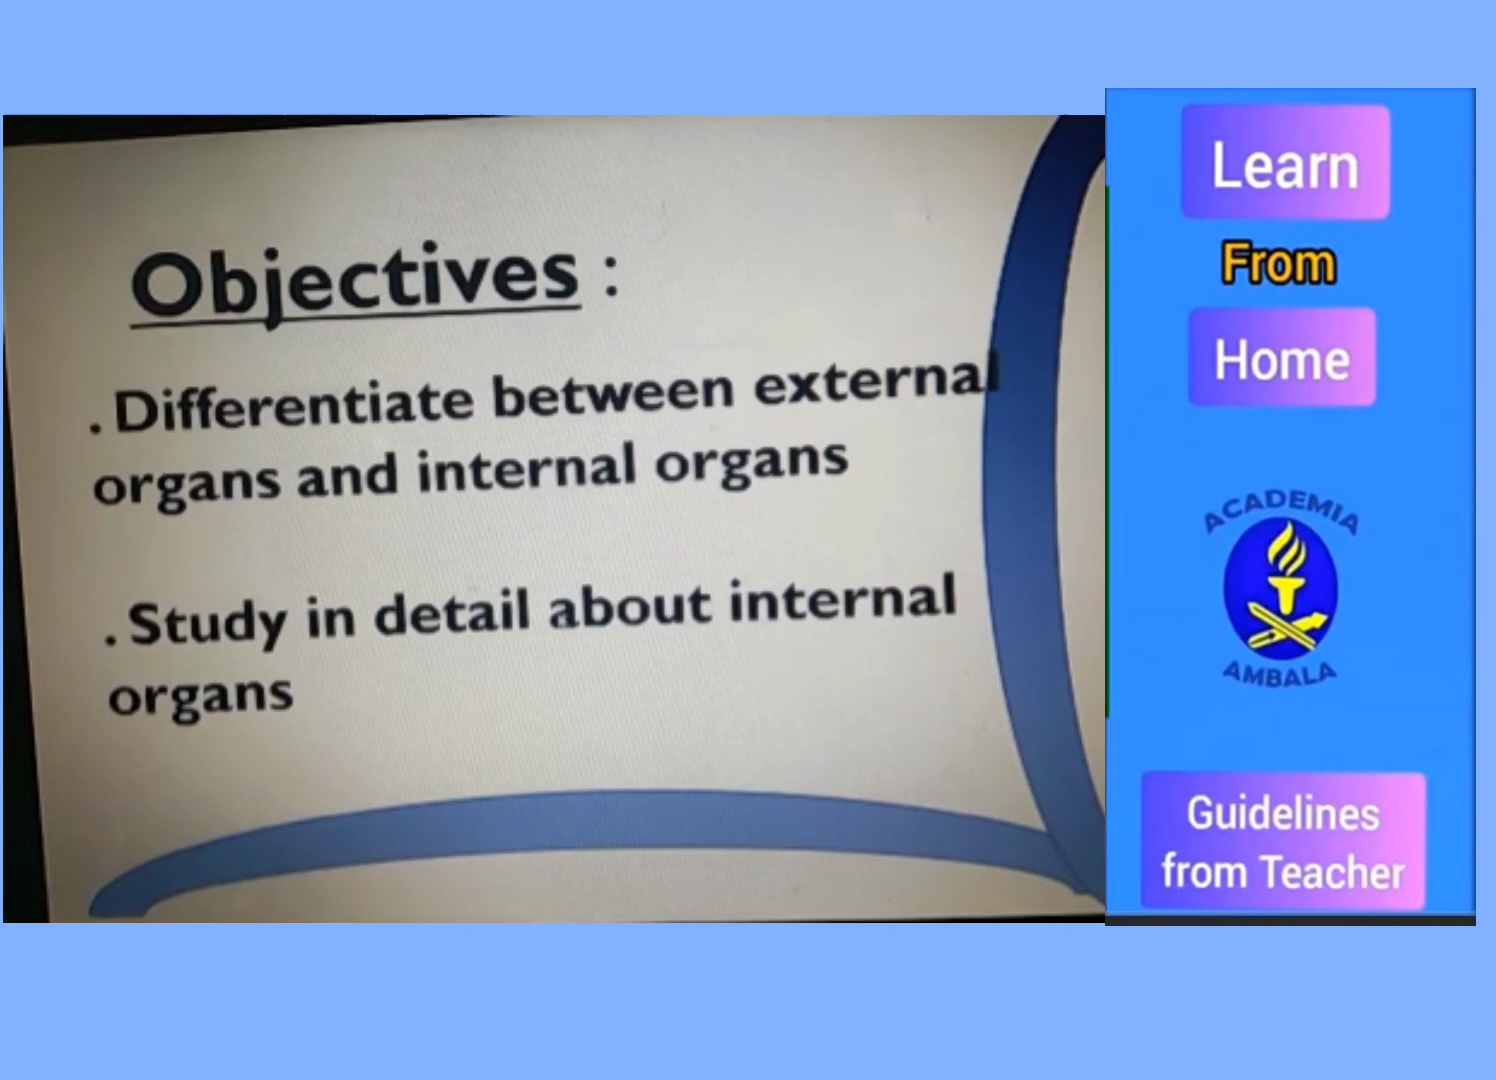 Objectives :
. Differentiate between external
organs and internal organs
. Study in detail about internal
organs
Learn
From
Home
ACADEMIA
AMBALA
Guidelines
from Teacher